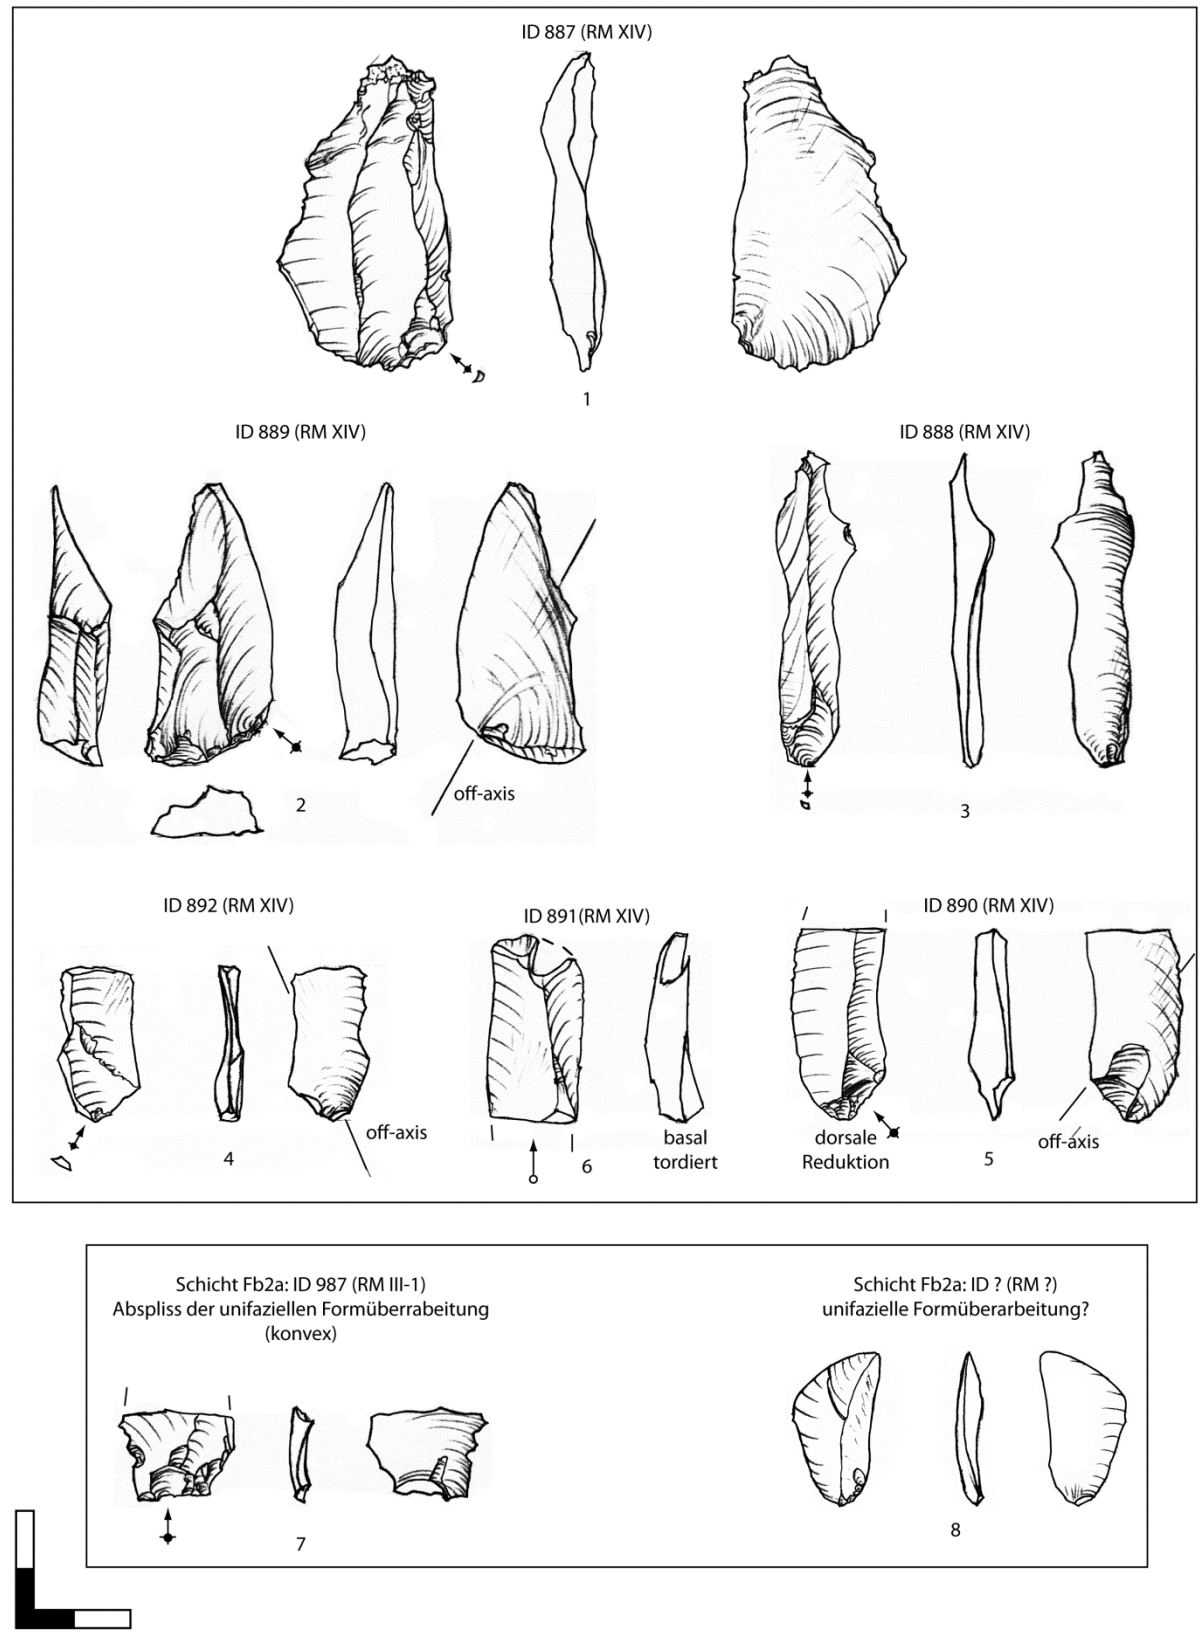 ID 887 (RM XIV)
1
ID 889 (RM XIV)
off-axis
2
ID 888 (RM XIV)
3
ID 892 (RM XIV)
off-axis
4
ID 891(RM XIV)
6
basal
tordiert
ID 890 (RM XIV)
dorsale
Reduktion
5
off-axis
Schicht Fb2a: ID 987 (RM III-1)
Abspliss der unifaziellen Formüberrabeitung
(konvex)
7
Schicht Fb2a: ID ? (RM ?)
unifazielle Formüberarbeitung?
8